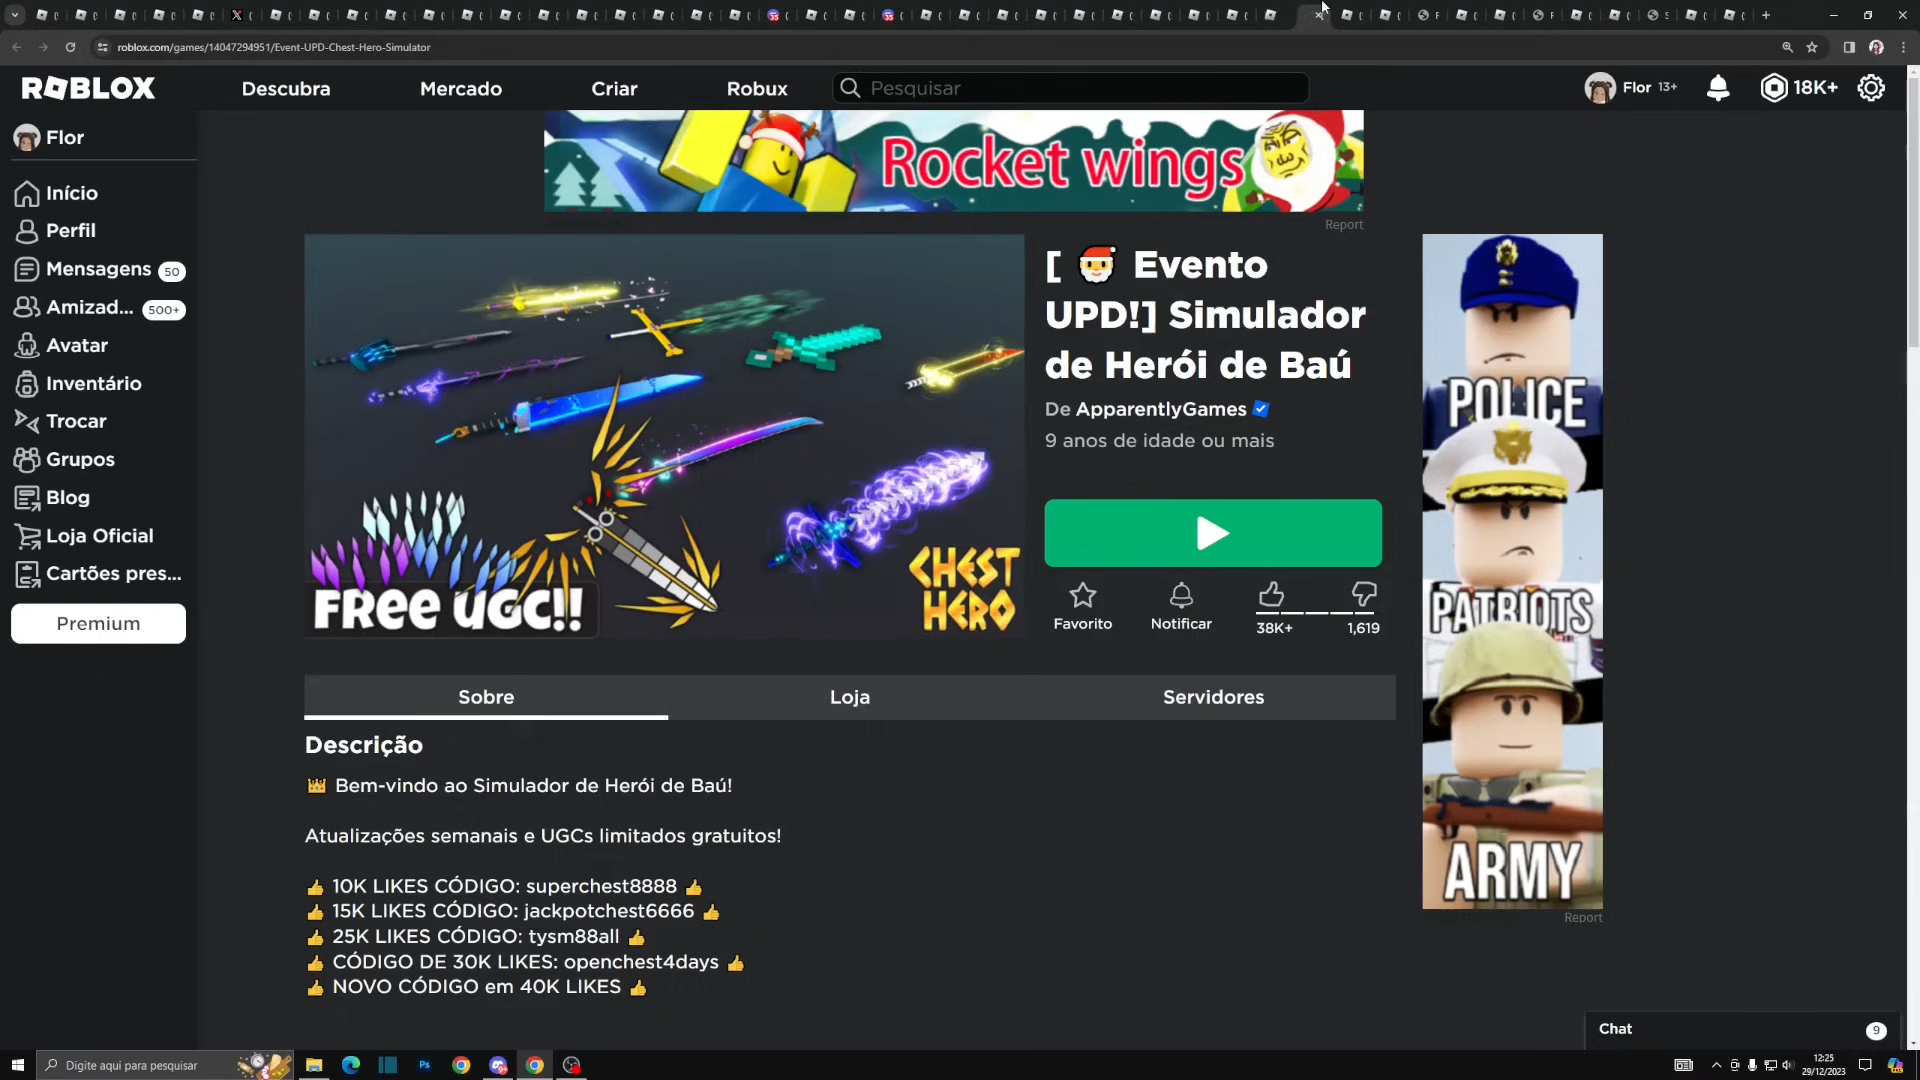 roblox.com/games/14047294951/Event-UPD-Chest-Hero-Simulator
ROBLOX
Descubra
Mercado
Criar
Robux
Pesquisar
Flor 13+
18K+
Flor
Início
Perfil
Mensagens 50
Amizad... 500+
Avatar
Inventário
Trocar
Grupos
Blog
Loja Oficial
Cartões pres...
Premium
Rocket wings
Report
FREE UGC!!
CHEST
HERO
[ 🎅 Evento
UPD!] Simulador
de Herói de Baú
De ApparentlyGames
9 anos de idade ou mais
Favorito
Notificar
38K+
1,619
POLICE
PATRIOTS
ARMY
Report
Sobre
Loja
Servidores
Descrição
👑 Bem-vindo ao Simulador de Herói de Baú!
Atualizações semanais e UGCs limitados gratuitos!
👍 10K LIKES CÓDIGO: superchest8888 👍
👍 15K LIKES CÓDIGO: jackpotchest6666 👍
👍 25K LIKES CÓDIGO: tysm88all 👍
👍 CÓDIGO DE 30K LIKES: openchest4days 👍
👍 NOVO CÓDIGO em 40K LIKES 👍
Chat 9
Digite aqui para pesquisar
Ps
12:25
29/12/2023